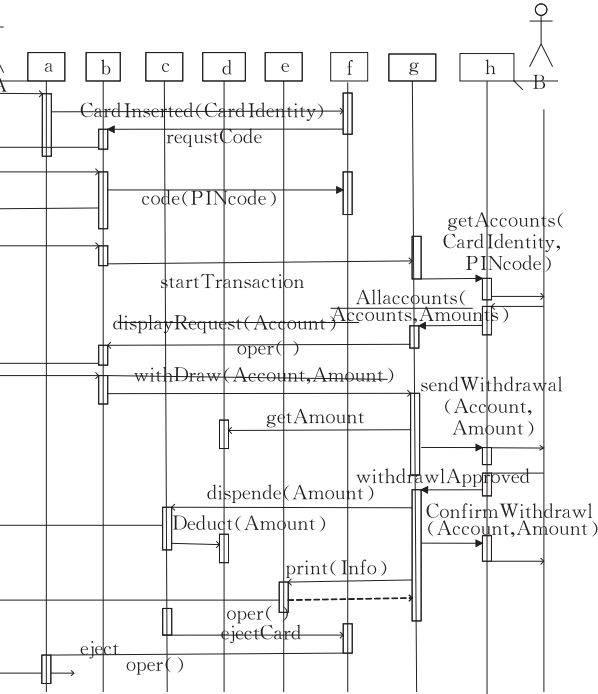 a b c d e f g h
A
B
CardInserted(CardIdentity)
requstCode
code(PINcode)
getAccounts(
CardIdentity,
PINcode)
startTransaction
Allaccounts(
Accounts,Amounts)
displayRequest(Account)
oper( )
withDraw(Account,Amount)
sendWithdrawal
(Account,
Amount)
getAmount
withdrawlApproved
dispende(Amount)
ConfirmWithdrawl
(Account,Amount)
Deduct(Amount)
print(Info)
oper( )
ejectCard
eject
oper( )